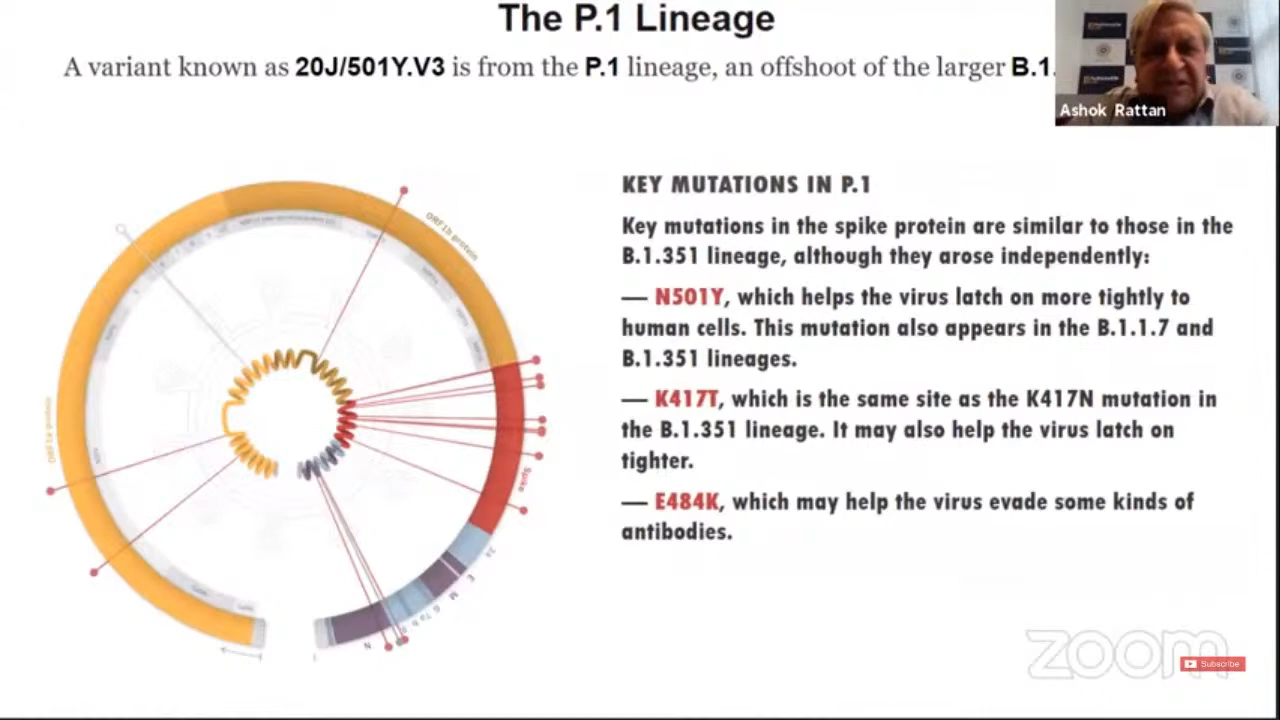 The P.1 Lineage
A variant known as 20J/501Y.V3 is from the P.1 lineage, an offshoot of the larger B.1.
Ashok Rattan
KEY MUTATIONS IN P.1
Key mutations in the spike protein are similar to those in the
B.1.351 lineage, although they arose independently:
— N501Y, which helps the virus latch on more tightly to
human cells. This mutation also appears in the B.1.1.7 and
B.1.351 lineages.
— K417T, which is the same site as the K417N mutation in
the B.1.351 lineage. It may also help the virus latch on
tighter.
— E484K, which may help the virus evade some kinds of
antibodies.
ORF1b protein
Spike
E
M
N
zoom
Subscribe